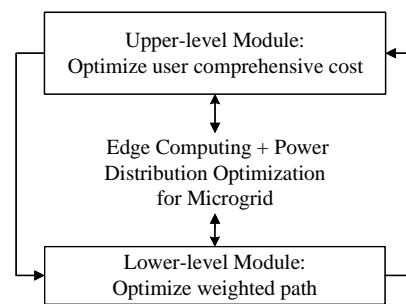 Upper-level Module:
Optimize user comprehensive cost
Edge Computing + Power
Distribution Optimization
for Microgrid
Lower-level Module:
Optimize weighted path